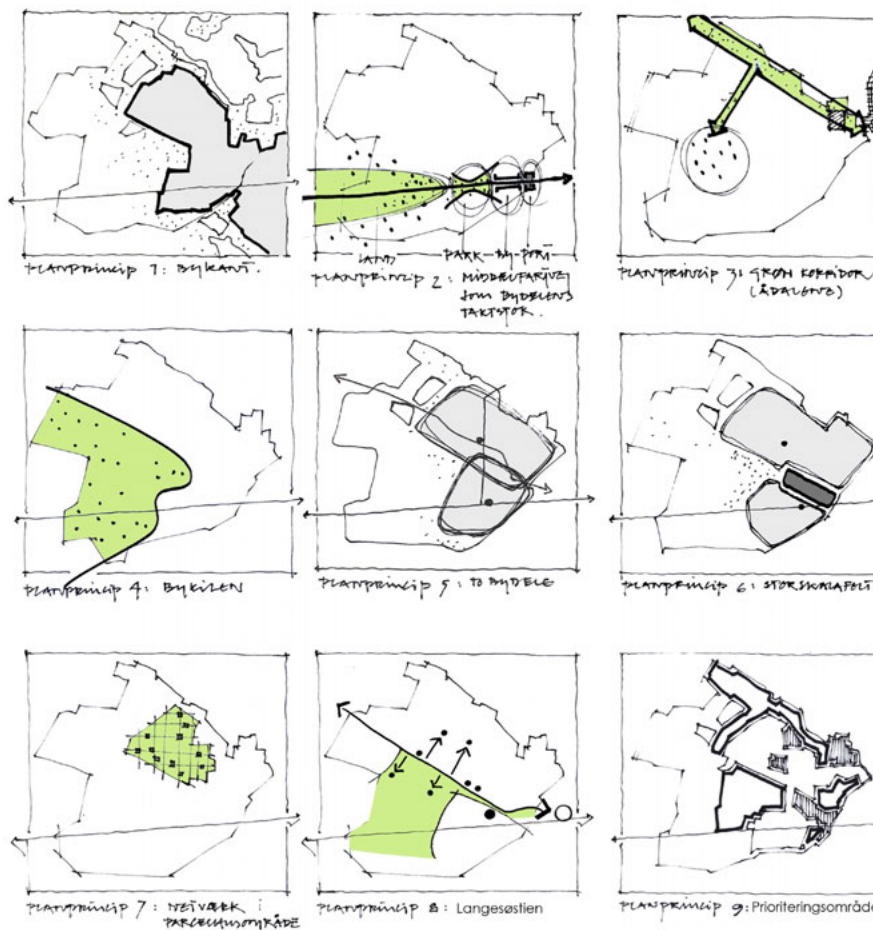 PLANPRINCIP 1: BYKANT.
LAND PARK-BY-PORT
PLANPRINCIP 2: MIDDELFARTVEJ
SOM BYDELENS
TAKTSTOK.
PLANPRINCIP 3: GRØN KORRIDOR
(ÅDALENE)
PLANPRINCIP 4: BYKILEN
PLANPRINCIP 5: TO BYDELE
PLANPRINCIP 6: STORSKALAFELT
PLANPRINCIP 7: NETVÆRK I
PARCELHUSOMRÅDE
PLANPRINCIP 8: Langesøstien
PLANPRINCIP 9: Prioriteringsområde